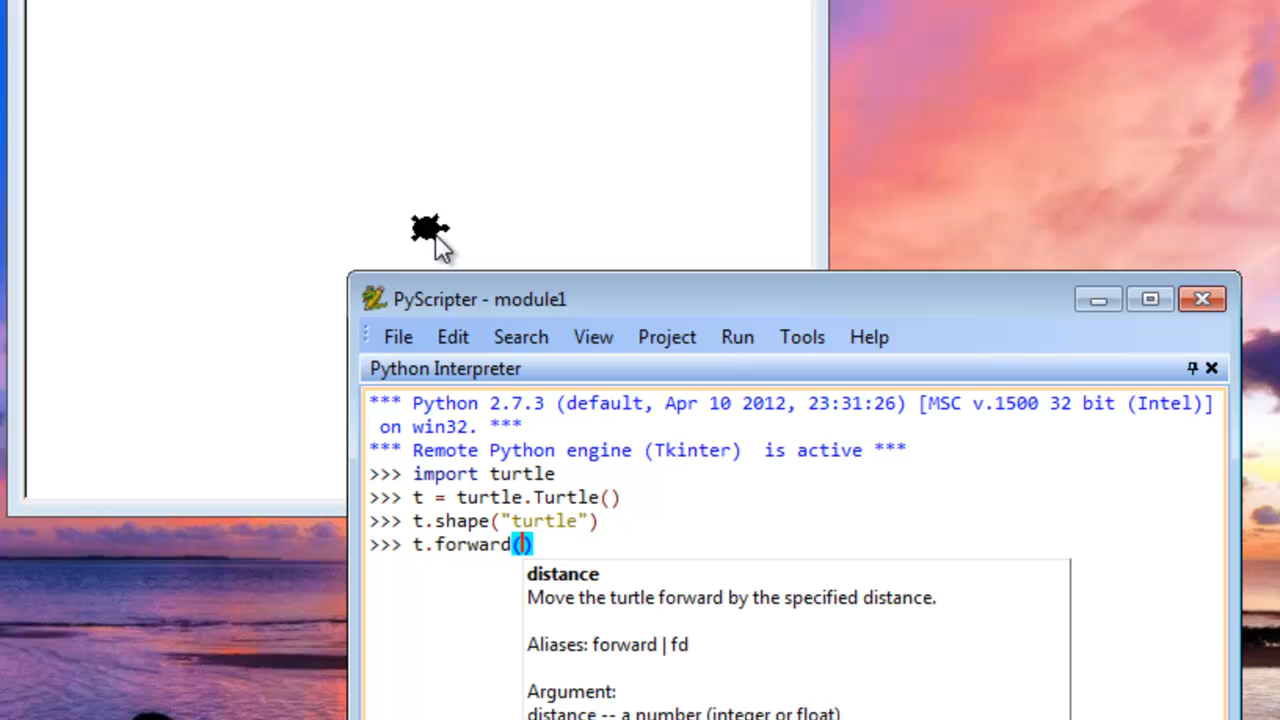 PyScripter - module1
File Edit Search View Project Run Tools Help
Python Interpreter
*** Python 2.7.3 (default, Apr 10 2012, 23:31:26) [MSC v.1500 32 bit (Intel)]
on win32. ***
*** Remote Python engine (Tkinter)  is active ***
>>> import turtle
>>> t = turtle.Turtle()
>>> t.shape("turtle")
>>> t.forward()
distance
Move the turtle forward by the specified distance.
Aliases: forward | fd
Argument:
distance -- a number (integer or float)